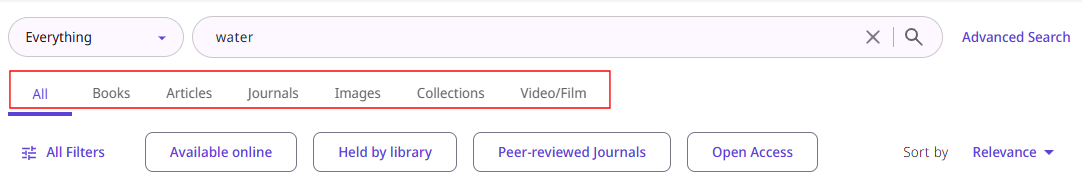 Everything water Advanced Search
All Books Articles Journals Images Collections Video/Film
All Filters Available online Held by library Peer-reviewed Journals Open Access Sort by Relevance